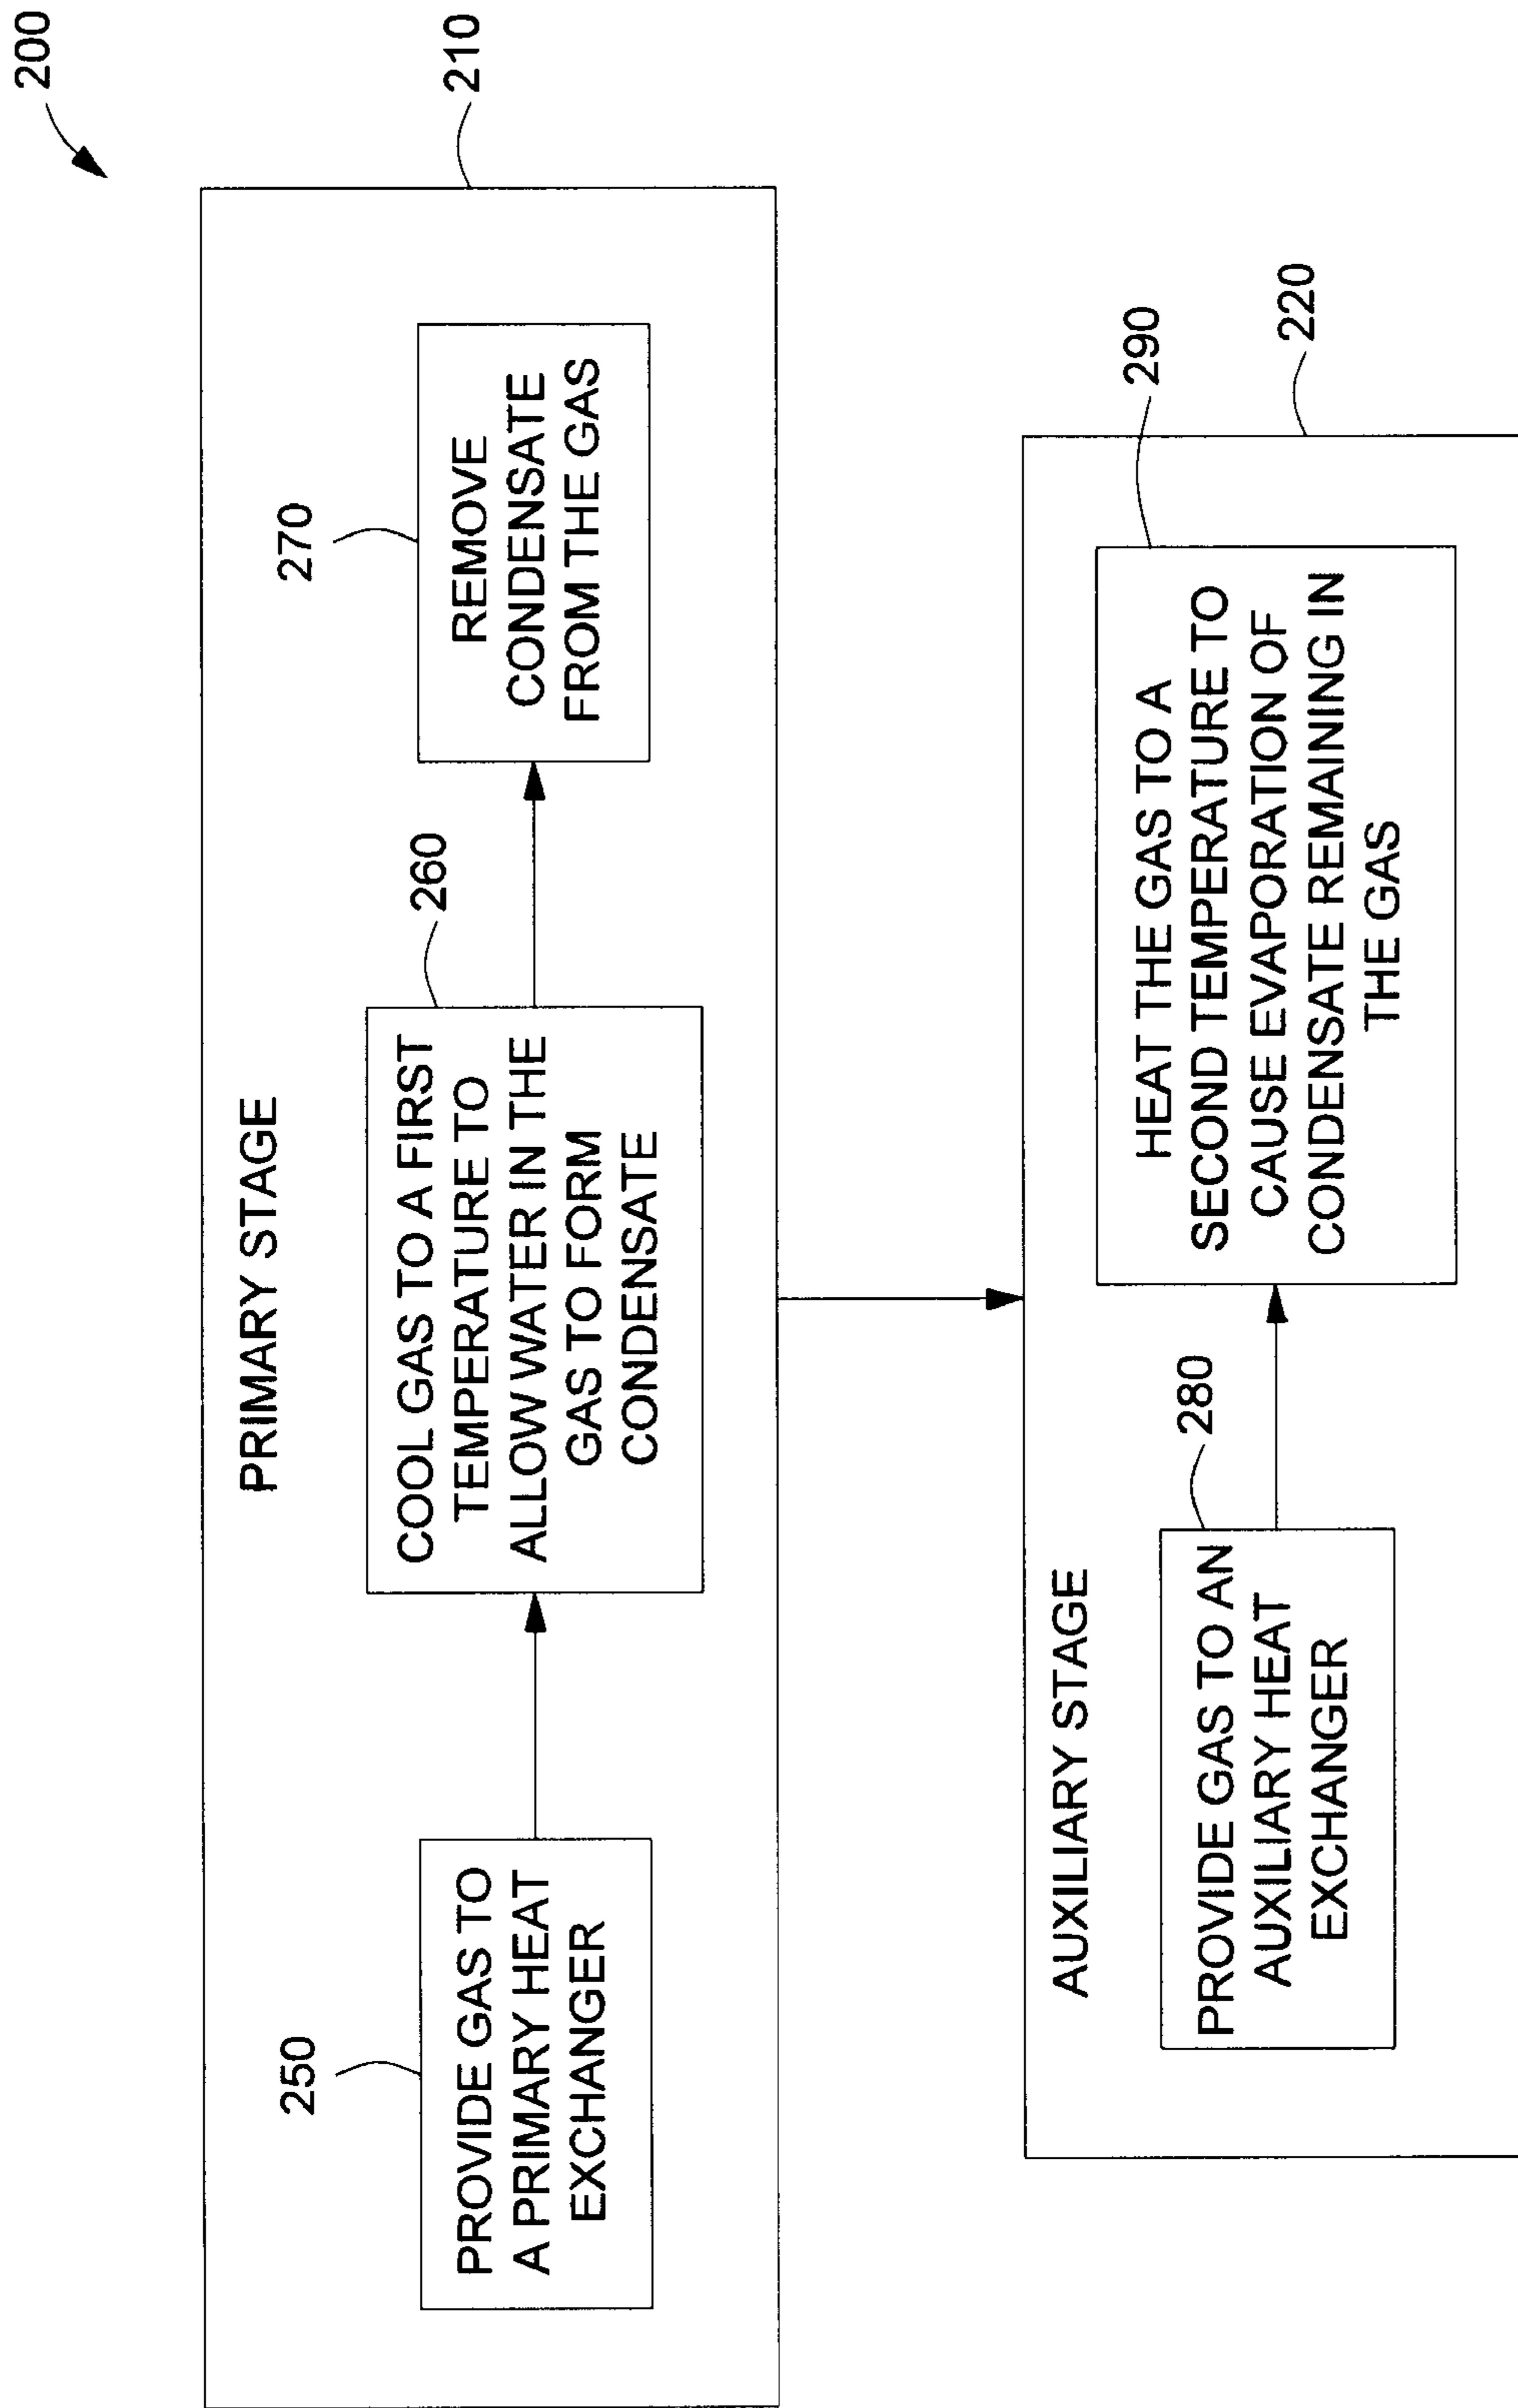 200
PRIMARY STAGE
210
250
PROVIDE GAS TO
A PRIMARY HEAT
EXCHANGER
260
COOL GAS TO A FIRST
TEMPERATURE TO
ALLOW WATER IN THE
GAS TO FORM
CONDENSATE
270
REMOVE
CONDENSATE
FROM THE GAS
AUXILIARY STAGE
220
280
PROVIDE GAS TO AN
AUXILIARY HEAT
EXCHANGER
290
HEAT THE GAS TO A
SECOND TEMPERATURE TO
CAUSE EVAPORATION OF
CONDENSATE REMAINING IN
THE GAS